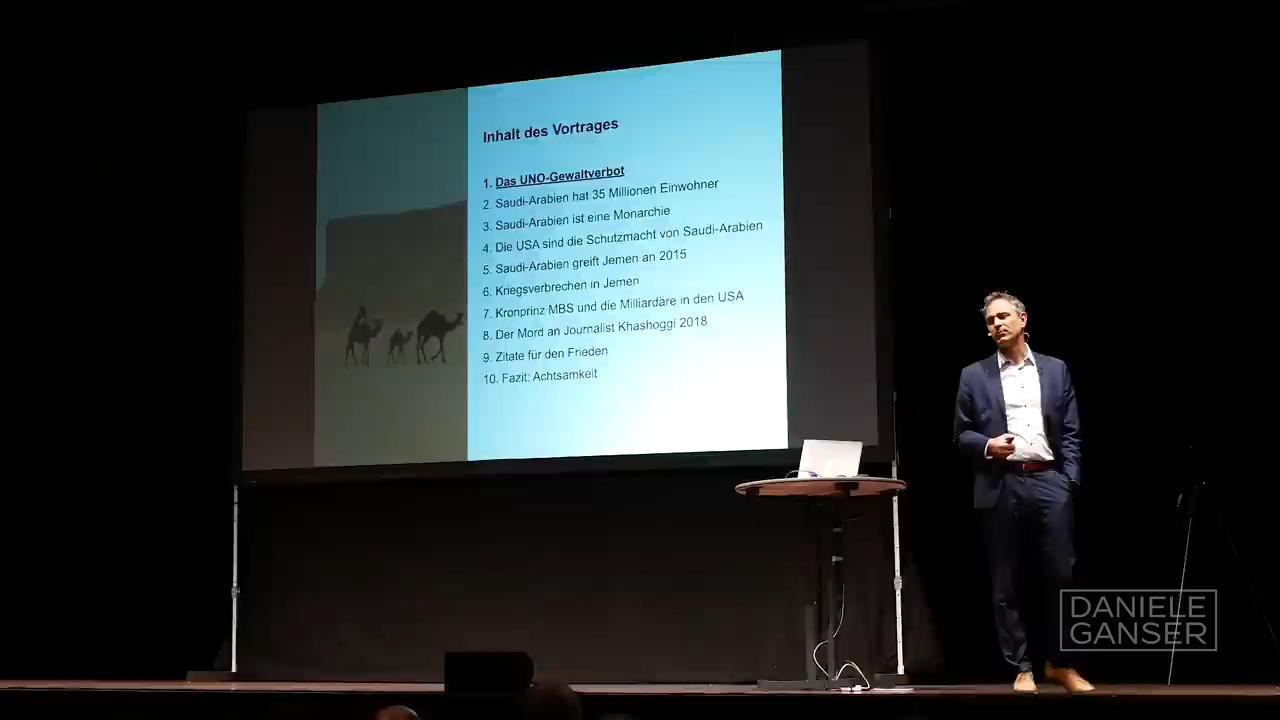 Inhalt des Vortrages
1. Das UNO-Gewaltverbot
2. Saudi-Arabien hat 35 Millionen Einwohner
3. Saudi-Arabien ist eine Monarchie
4. Die USA sind die Schutzmacht von Saudi-Arabien
5. Saudi-Arabien greift Jemen an 2015
6. Kriegsverbrechen in Jemen
7. Kronprinz MBS und die Milliardäre in den USA
8. Der Mord an Journalist Khashoggi 2018
9. Zitate für den Frieden
10. Fazit: Achtsamkeit
DANIELE
GANSER